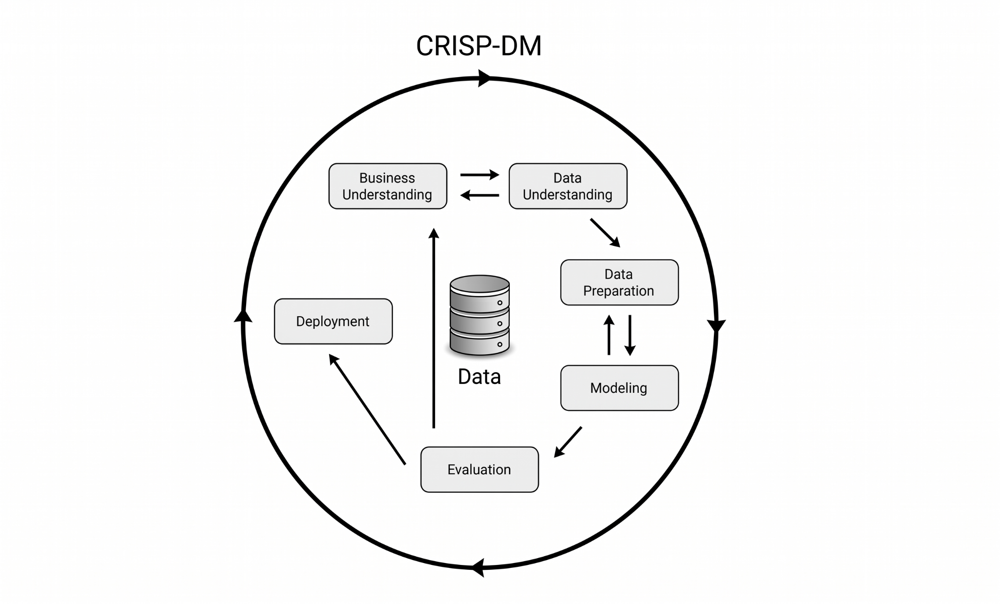 CRISP-DM
Business
Understanding
Data
Understanding
Data
Preparation
Deployment
Data
Modeling
Evaluation